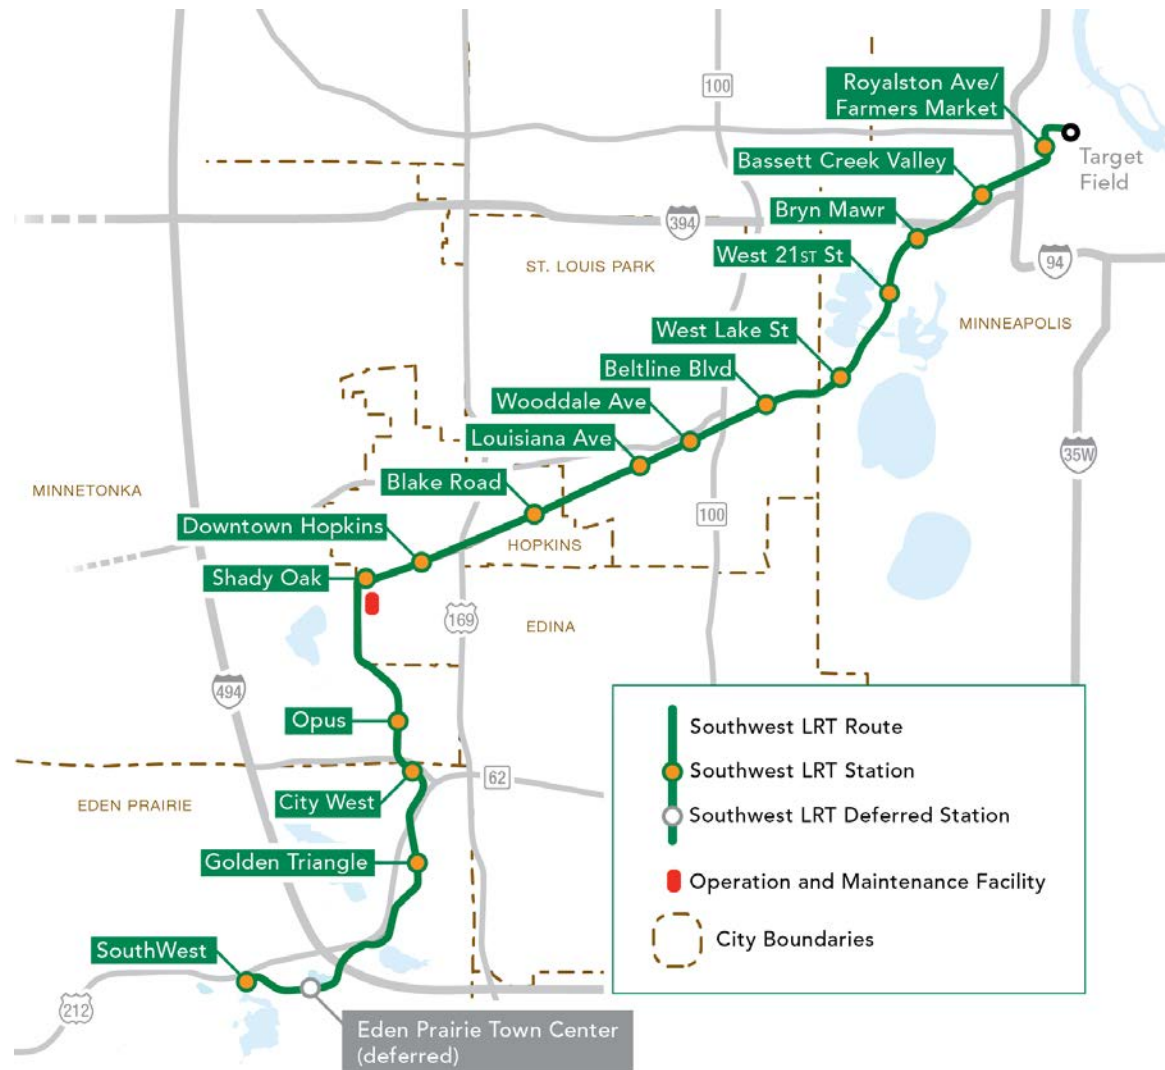 100
Royalston Ave/
Farmers Market
Target
Field
Bassett Creek Valley
Bryn Mawr
394
ST. LOUIS PARK
West 21ST St
94
MINNEAPOLIS
West Lake St
Beltline Blvd
Wooddale Ave
Louisiana Ave
35W
Blake Road
MINNETONKA
100
Downtown Hopkins
HOPKINS
Shady Oak
169
EDINA
494
Opus
62
City West
EDEN PRAIRIE
Golden Triangle
SouthWest
212
Eden Prairie Town Center
(deferred)
Southwest LRT Route
Southwest LRT Station
Southwest LRT Deferred Station
Operation and Maintenance Facility
City Boundaries